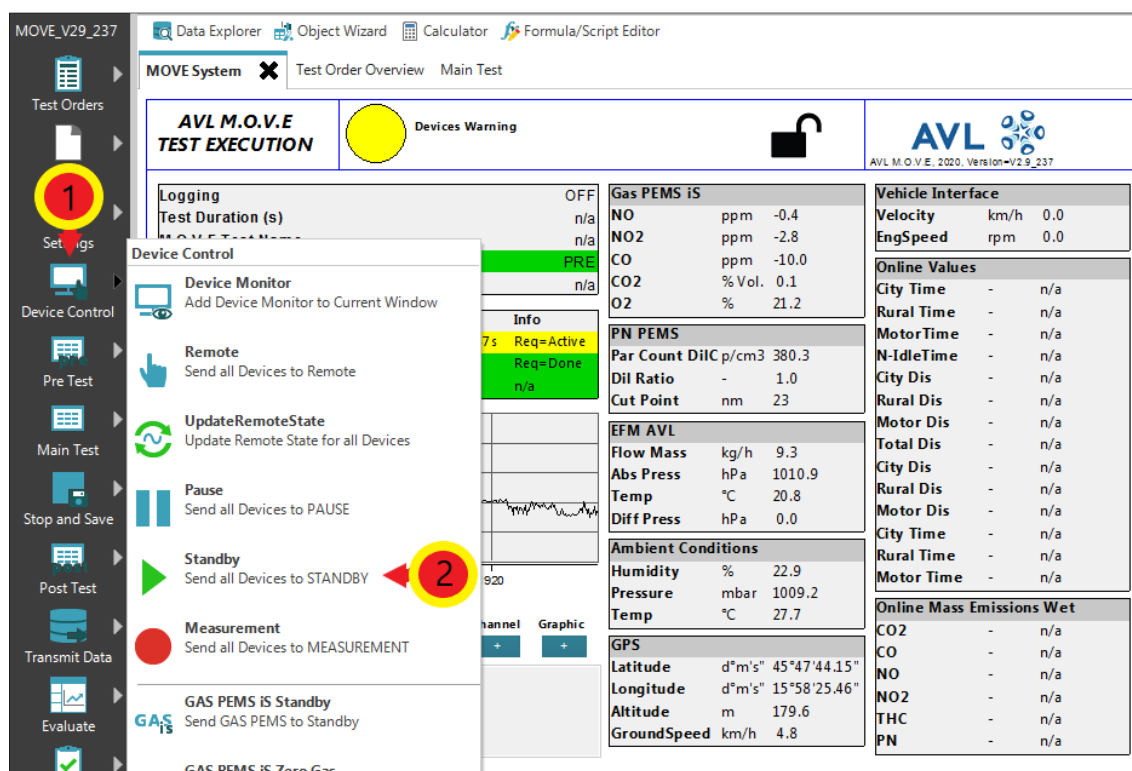 MOVE_V29_237
Data Explorer Object Wizard Calculator Formula/Script Editor
MOVE System Test Order Overview Main Test
Test Orders
AVL M.O.V.E
TEST EXECUTION
Devices Warning
AVL
AVL M.O.V.E, 2020, Version=V2.9_237
1
Settings
Device Control
Pre Test
Main Test
Stop and Save
Post Test
Transmit Data
Evaluate
Logging OFF
Test Duration (s) n/a
M.O.V.E Test Name n/a
PRE
n/a
Info
7s Req=Active
Req=Done
n/a
920
Channel Graphic
+ +
Device Control
Device Monitor
Add Device Monitor to Current Window
Remote
Send all Devices to Remote
UpdateRemoteState
Update Remote State for all Devices
Pause
Send all Devices to PAUSE
Standby
Send all Devices to STANDBY
2
Measurement
Send all Devices to MEASUREMENT
GAS PEMS iS Standby
Send GAS PEMS to Standby
GAS iS
GAS PEMS iS Zero Gas
Gas PEMS iS
NO ppm -0.4
NO2 ppm -2.8
CO ppm -10.0
CO2 % Vol. 0.1
O2 % 21.2
PN PEMS
Par Count DilC p/cm3 380.3
Dil Ratio - 1.0
Cut Point nm 23
EFM AVL
Flow Mass kg/h 9.3
Abs Press hPa 1010.9
Temp °C 20.8
Diff Press hPa 0.0
Ambient Conditions
Humidity % 22.9
Pressure mbar 1009.2
Temp °C 27.7
GPS
Latitude d°m's" 45°47'44.15"
Longitude d°m's" 15°58'25.46"
Altitude m 179.6
GroundSpeed km/h 4.8
Vehicle Interface
Velocity km/h 0.0
EngSpeed rpm 0.0
Online Values
City Time - n/a
Rural Time - n/a
MotorTime - n/a
N-IdleTime - n/a
City Dis - n/a
Rural Dis - n/a
Motor Dis - n/a
Total Dis - n/a
City Dis - n/a
Rural Dis - n/a
Motor Dis - n/a
City Time - n/a
Rural Time - n/a
Motor Time - n/a
Online Mass Emissions Wet
CO2 - n/a
CO - n/a
NO - n/a
NO2 - n/a
THC - n/a
PN - n/a